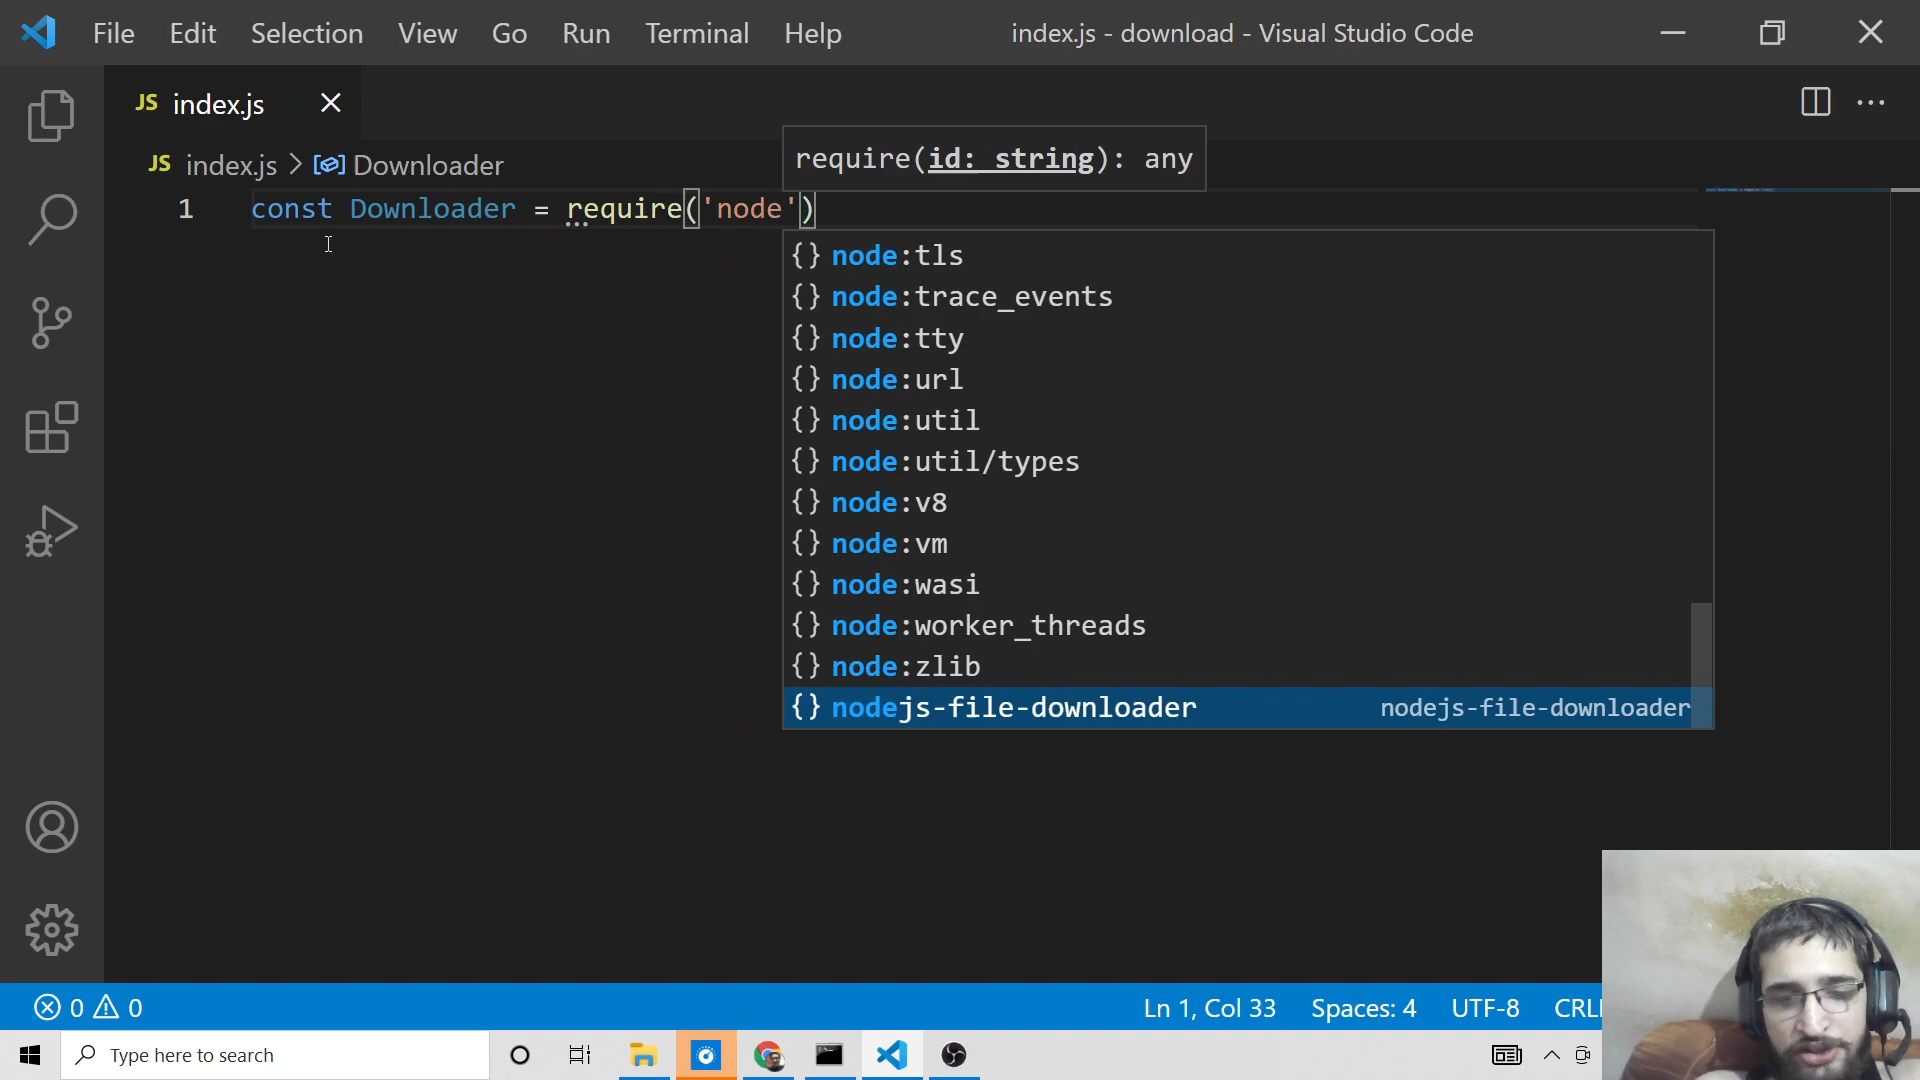 File Edit Selection View Go Run Terminal Help index.js - download - Visual Studio Code
JS index.js
JS index.js > Downloader
require(id: string): any
1 const Downloader = require('node')
{} node:tls
{} node:trace_events
{} node:tty
{} node:url
{} node:util
{} node:util/types
{} node:v8
{} node:vm
{} node:wasi
{} node:worker_threads
{} node:zlib
{} nodejs-file-downloader nodejs-file-downloader
0 0 Ln 1, Col 33 Spaces: 4 UTF-8 CRL
Type here to search